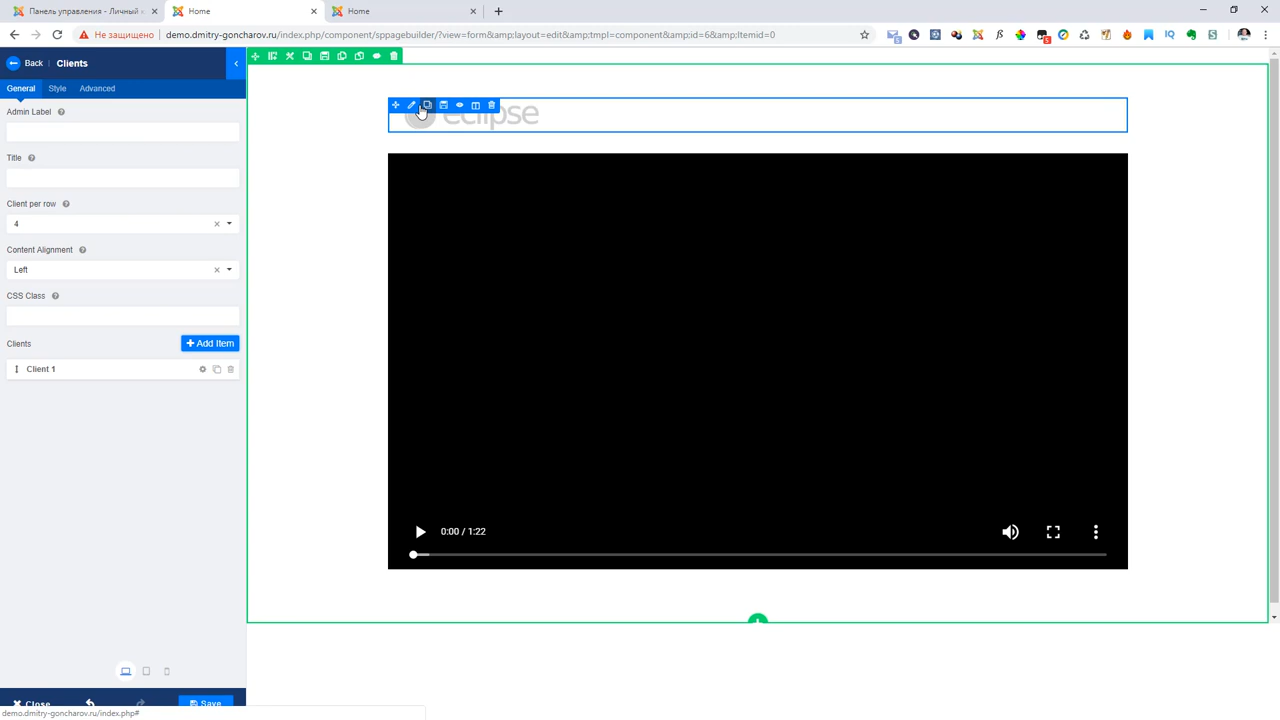 Панель управления - Личный к
Home
Home
Не защищено
demo.dmitry-goncharov.ru/index.php/component/sppagebuilder/?view=form&amp;layout=edit&amp;tmpl=component&amp;id=6&amp;Itemid=0
Back
Clients
General
Style
Advanced
Admin Label
Title
Client per row
4
Content Alignment
Left
CSS Class
Clients
Add Item
Client 1
eclipse
0:00 / 1:22
Close
Save
demo.dmitry-goncharov.ru/index.php#